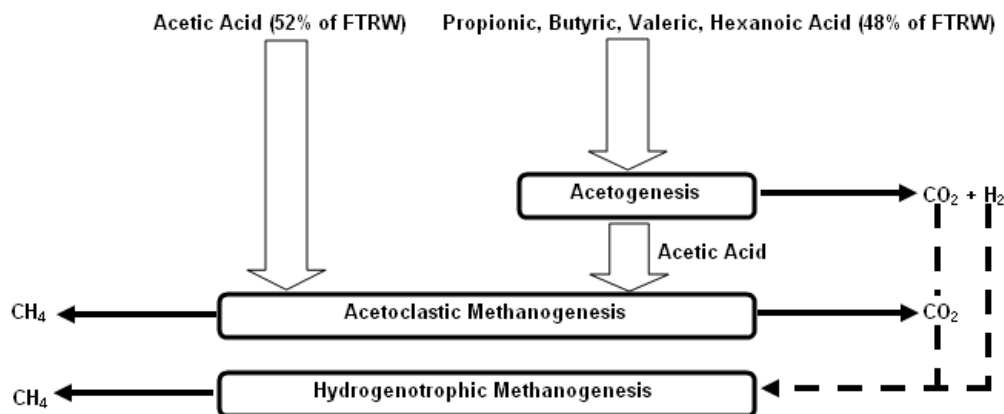 Acetic Acid (52% of FTRW)
Propionic, Butyric, Valeric, Hexanoic Acid (48% of FTRW)
Acetogenesis
CO₂ + H₂
Acetic Acid
CH₄
Acetoclastic Methanogenesis
CO₂
CH₄
Hydrogenotrophic Methanogenesis